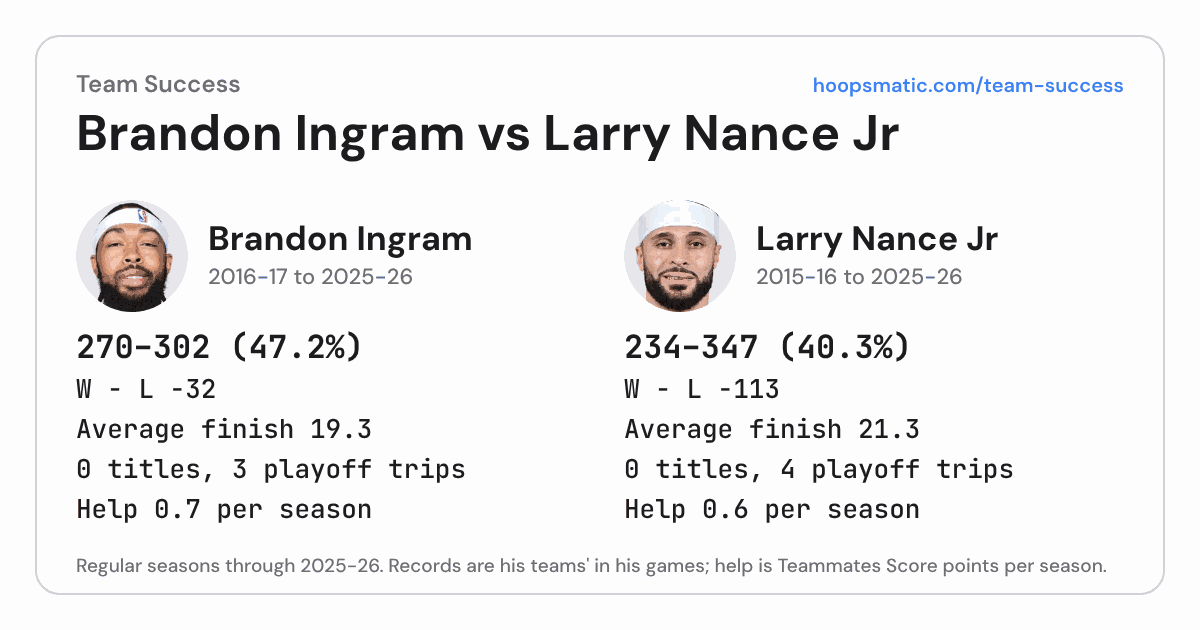 Team Success
hoopsmatic.com/team-success
Brandon Ingram vs Larry Nance Jr
Brandon Ingram
2016-17 to 2025-26
270-302 (47.2%)
W - L -32
Average finish 19.3
0 titles, 3 playoff trips
Help 0.7 per season
Larry Nance Jr
2015-16 to 2025-26
234-347 (40.3%)
W - L -113
Average finish 21.3
0 titles, 4 playoff trips
Help 0.6 per season
Regular seasons through 2025-26. Records are his teams' in his games; help is Teammates Score points per season.